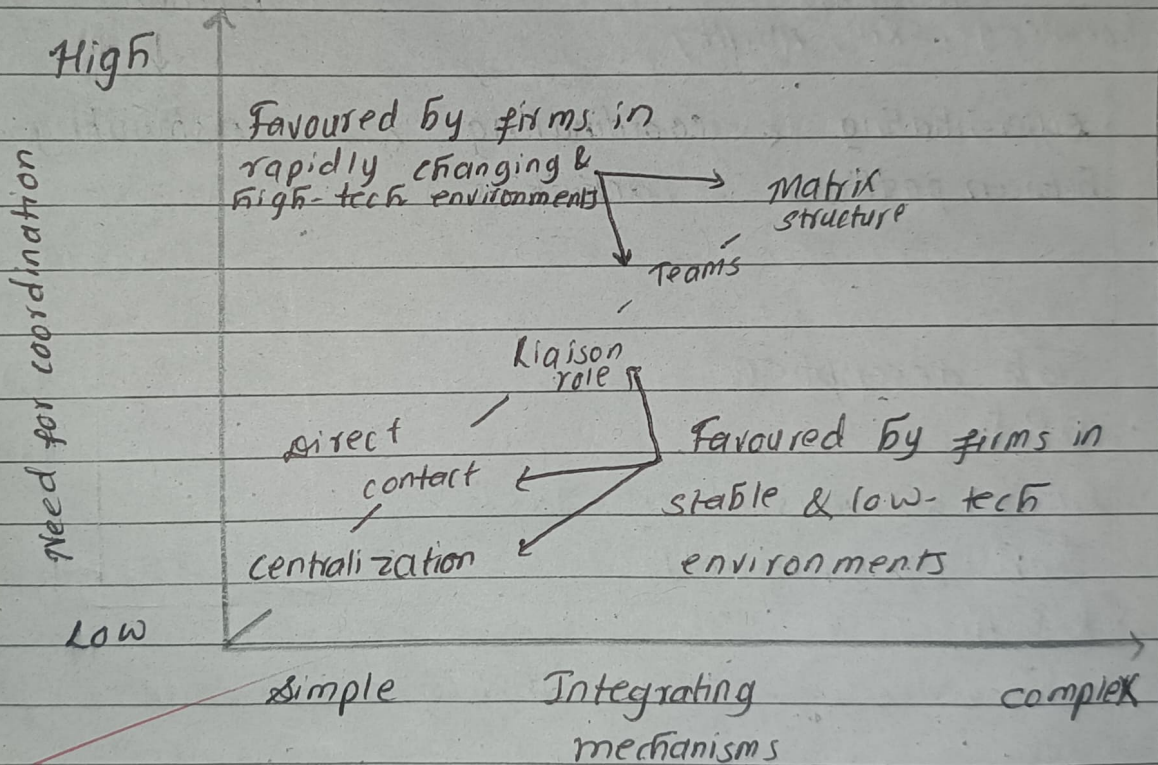 High
Favoured by firms in
rapidly changing &
high-tech environments
Matrix
structure
Teams
Need for coordination
Liaison
role
Direct
contact
Favoured by firms in
stable & low-tech
environments
centralization
Low
Simple
Integrating
mechanisms
complex